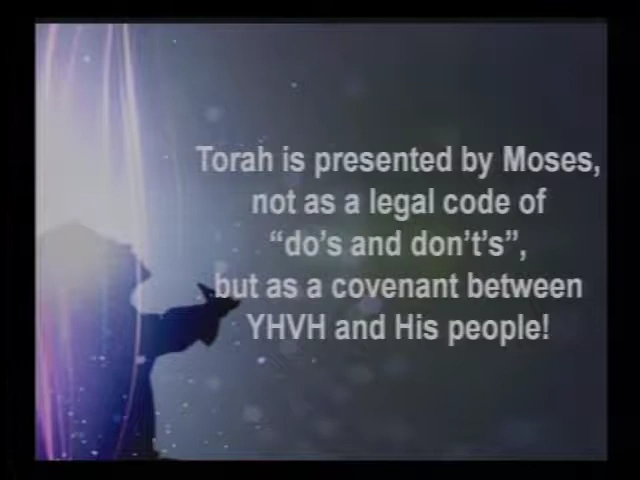 Torah is presented by Moses,
not as a legal code of
“do’s and don’t’s”,
but as a covenant between
YHVH and His people!